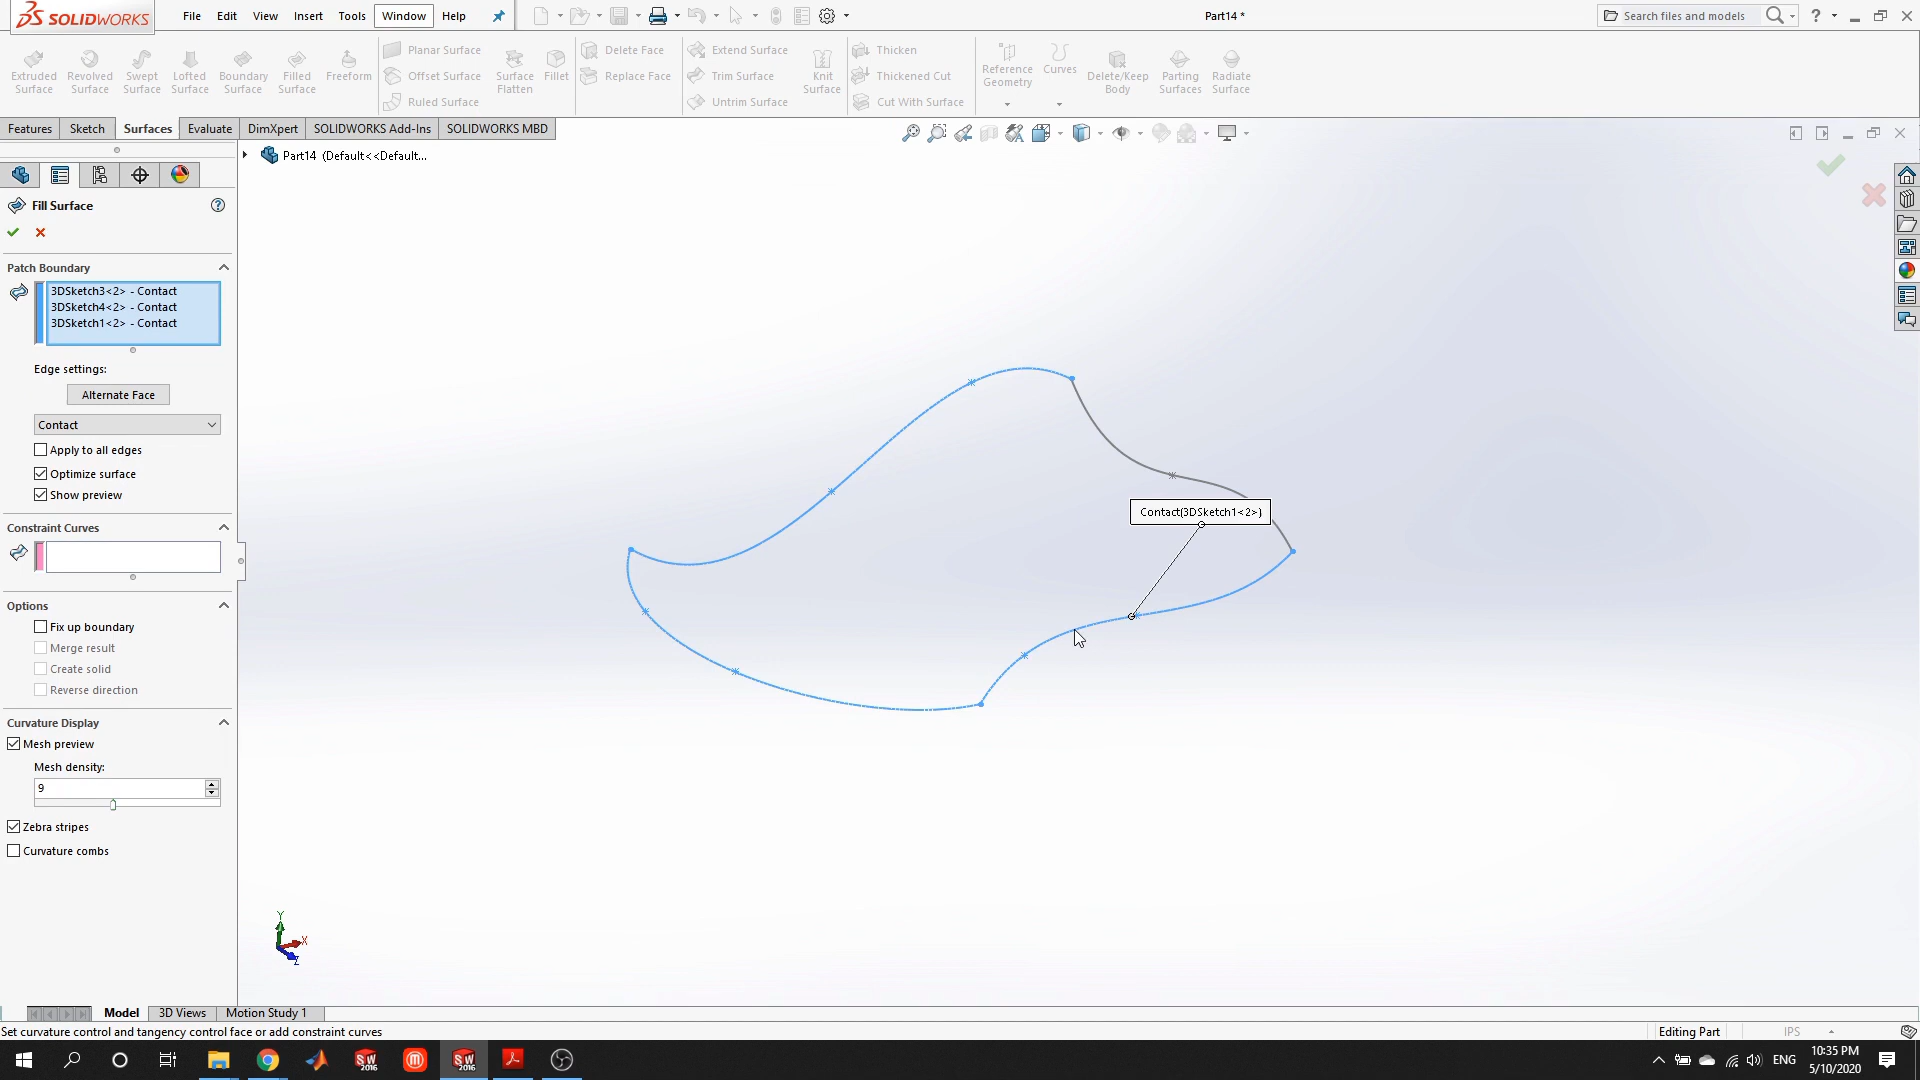 SOLIDWORKS
File Edit View Insert Tools Window Help
Part14 *
Search files and models
Extruded Surface
Revolved Surface
Swept Surface
Lofted Surface
Boundary Surface
Filled Surface
Freeform
Planar Surface
Offset Surface
Ruled Surface
Surface Flatten
Fillet
Delete Face
Replace Face
Extend Surface
Trim Surface
Untrim Surface
Knit Surface
Thicken
Thickened Cut
Cut With Surface
Reference Geometry
Curves
Delete/Keep Body
Parting Surfaces
Radiate Surface
Features Sketch Surfaces Evaluate DimXpert SOLIDWORKS Add-Ins SOLIDWORKS MBD
Part14 (Default<<Default...
Fill Surface
Patch Boundary
3DSketch3<2> - Contact
3DSketch4<2> - Contact
3DSketch1<2> - Contact
Edge settings:
Alternate Face
Contact
Apply to all edges
Optimize surface
Show preview
Constraint Curves
Options
Fix up boundary
Merge result
Create solid
Reverse direction
Curvature Display
Mesh preview
Mesh density:
9
Zebra stripes
Curvature combs
Contact(3DSketch1<2>)
Y
X
Z
Model 3D Views Motion Study 1
Set curvature control and tangency control face or add constraint curves
Editing Part
IPS
SW 2016
SW 2016
ENG
10:35 PM
5/10/2020